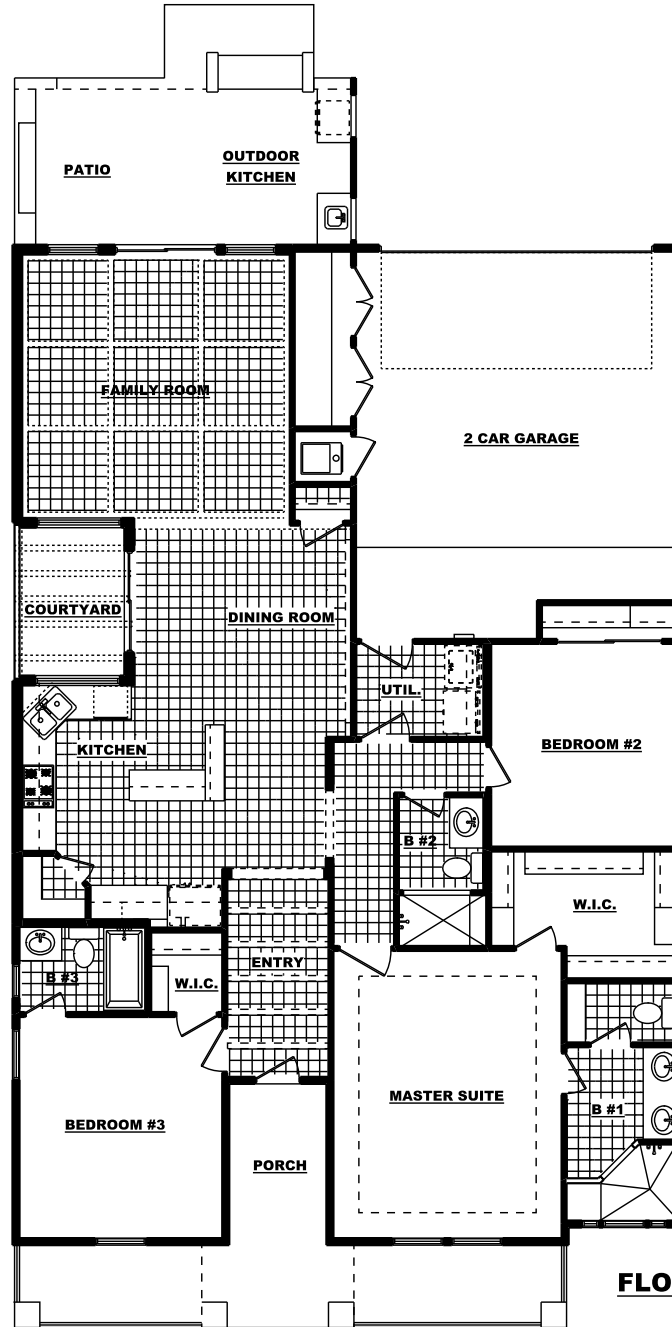 OUTDOOR
KITCHEN
PATIO
FAMILY ROOM
2 CAR GARAGE
COURTYARD
DINING ROOM
UTIL.
KITCHEN
BEDROOM #2
B #2
W.I.C.
ENTRY
B #3
W.I.C.
MASTER SUITE
B #1
BEDROOM #3
PORCH
FLO